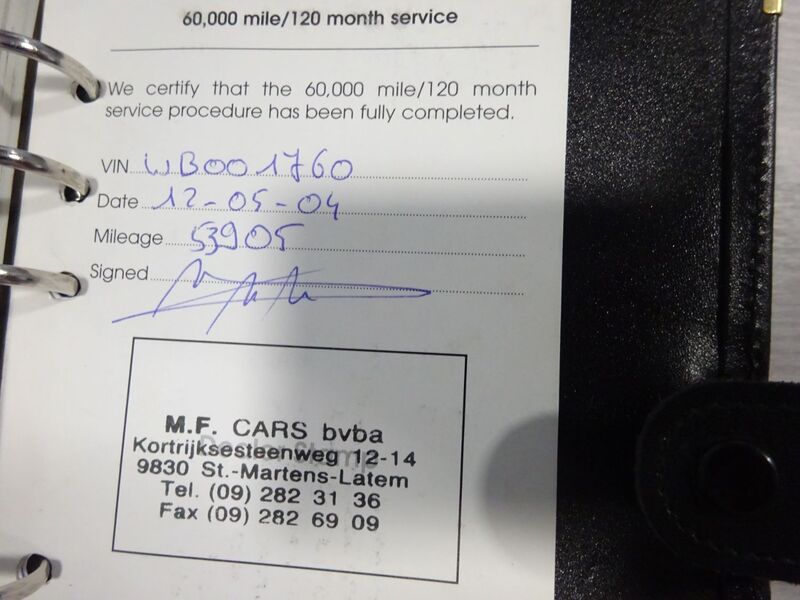 60,000 mile/120 month service
We certify that the 60,000 mile/120 month
service procedure has been fully completed.
VIN WB001760
Date 12-05-04
Mileage 53905
Signed
Dealer Stamp
M.F. CARS bvba
Kortrijksesteenweg 12-14
9830 St.-Martens-Latem
Tel. (09) 282 31 36
Fax (09) 282 69 09